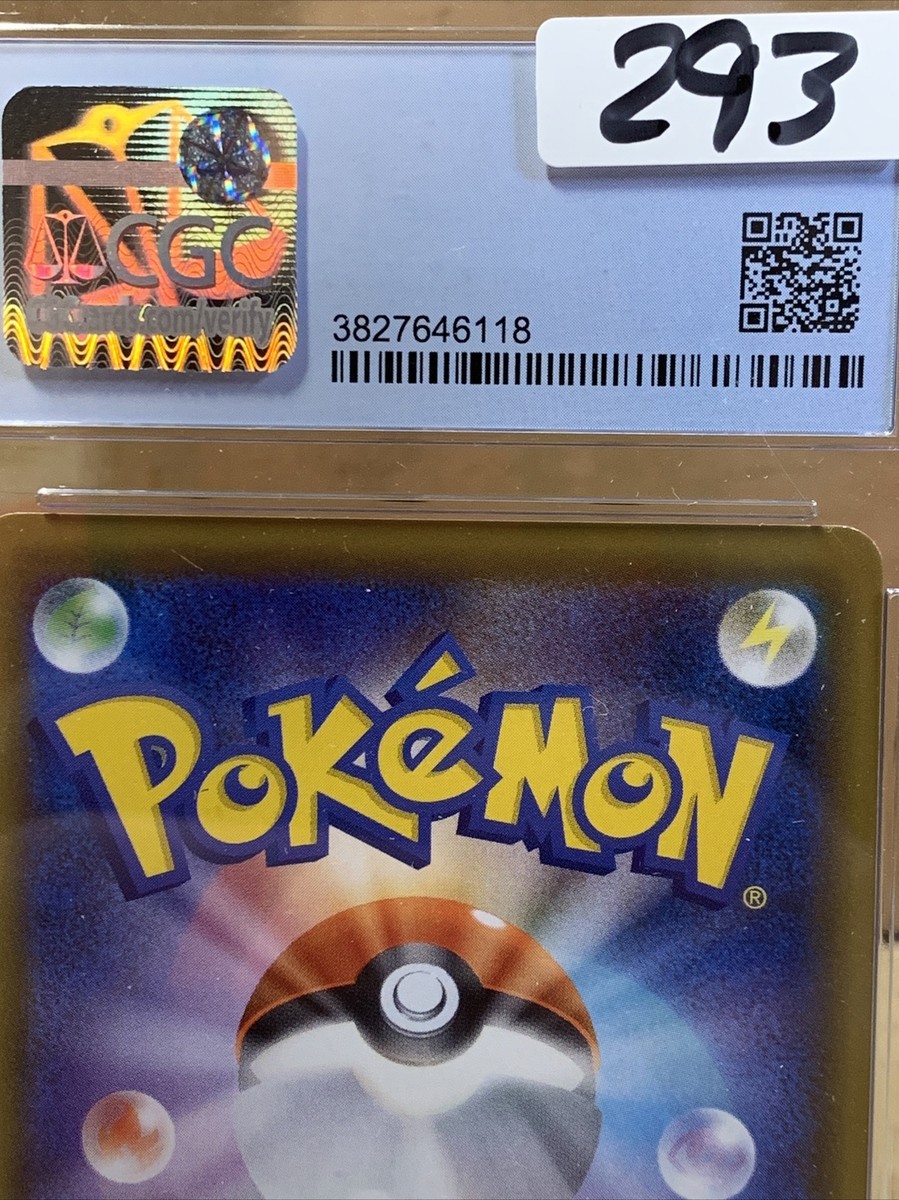 293
CGC
CGCcards.com/verify
3827646118
POKéMON
®